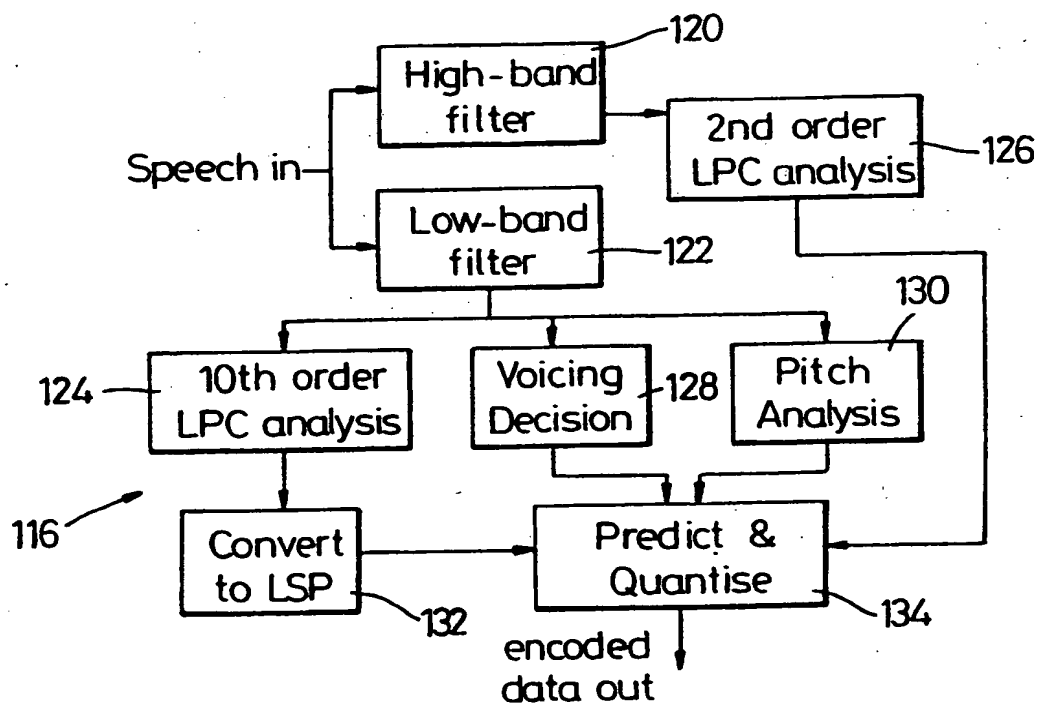 120
High-band
filter
2nd order
LPC analysis
126
Speech in
Low-band
filter
122
130
124
10th order
LPC analysis
Voicing
Decision
128
Pitch
Analysis
116
Convert
to LSP
132
Predict &
Quantise
134
encoded
data out